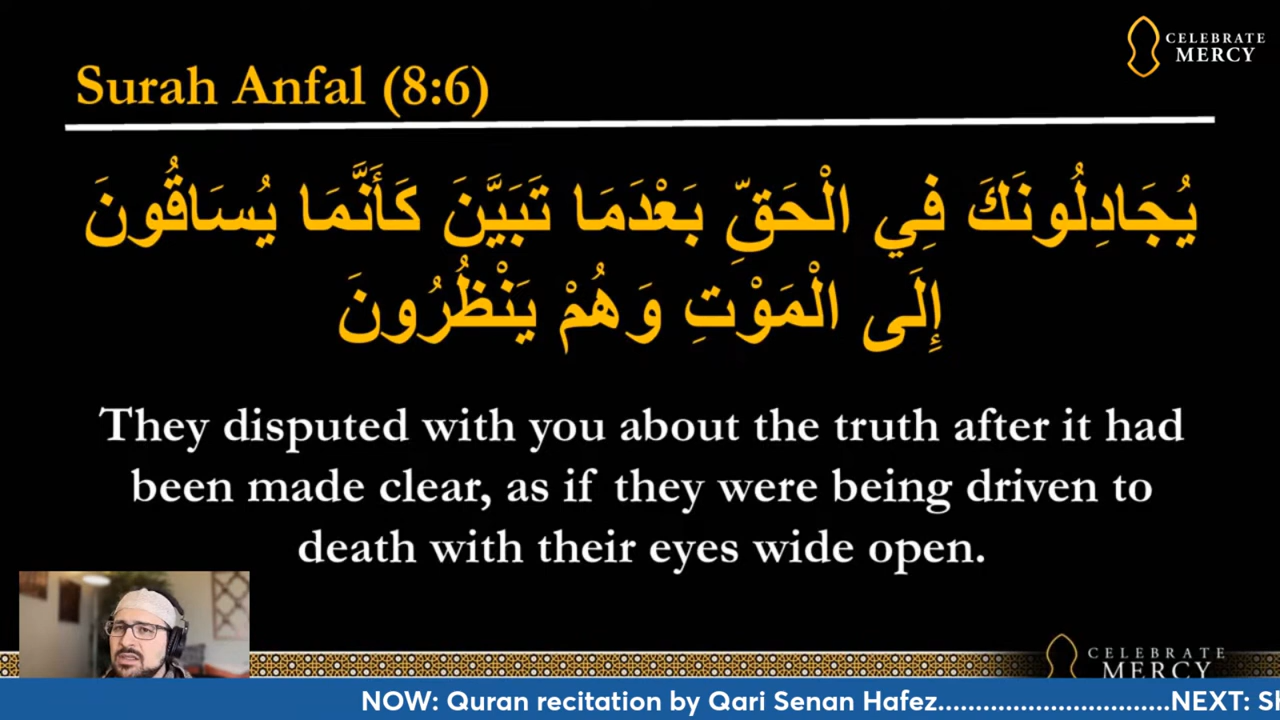 CELEBRATE
MERCY
Surah Anfal (8:6)
يُجَادِلُونَكَ فِي الْحَقِّ بَعْدَمَا تَبَيَّنَ كَأَنَّمَا يُسَاقُونَ
إِلَى الْمَوْتِ وَهُمْ يَنْظُرُونَ
They disputed with you about the truth after it had
been made clear, as if they were being driven to
death with their eyes wide open.
CELEBRATE
MERCY
NOW: Quran recitation by Qari Senan Hafez..............................NEXT: